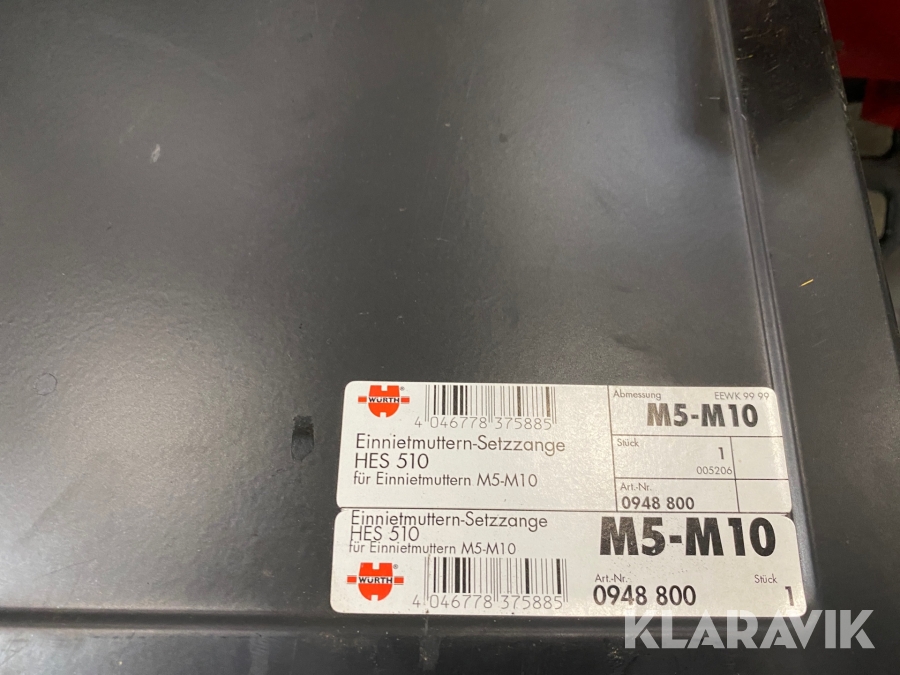 WÜRTH
®
4 046778 375885
Einnietmuttern-Setzzange
HES 510
für Einnietmuttern M5-M10
Abmessung EEWK 99 99
M5-M10
Stück
1
005206
Art.-Nr.
0948 800
Einnietmuttern-Setzzange
HES 510
für Einnietmuttern M5-M10
M5-M10
WÜRTH
®
4 046778 375885
Art.-Nr. Stück
0948 800 1
KLARAVIK